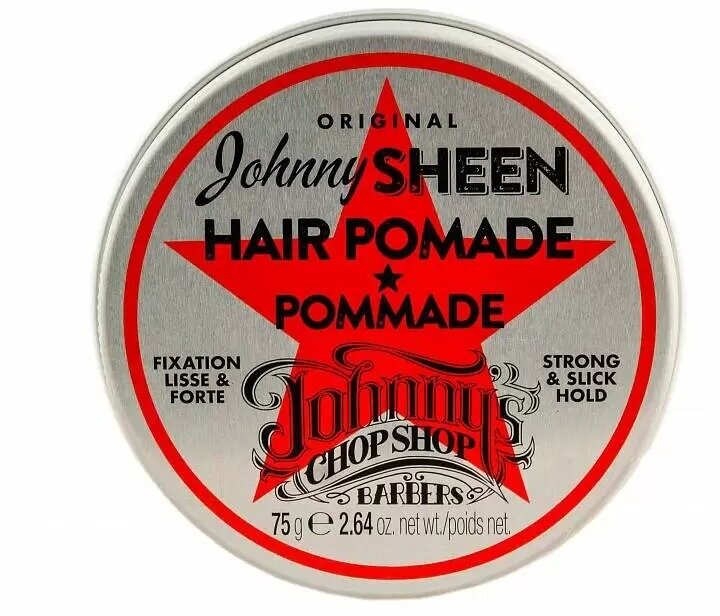 ORIGINAL
Johnny SHEEN
HAIR POMADE
POMMADE
FIXATION
LISSE &
FORTE
STRONG
& SLICK
HOLD
Johnny's
CHOP SHOP
BARBERS
75 g ℮ 2.64 oz. net wt./poids net.